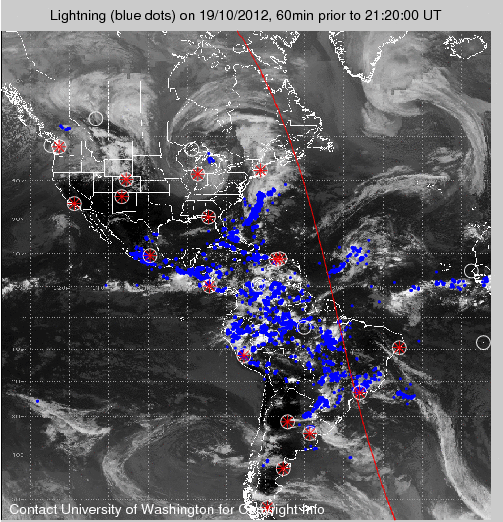 Lightning (blue dots) on 19/10/2012, 60min prior to 21:20:00 UT
Contact University of Washington for Copyright Info